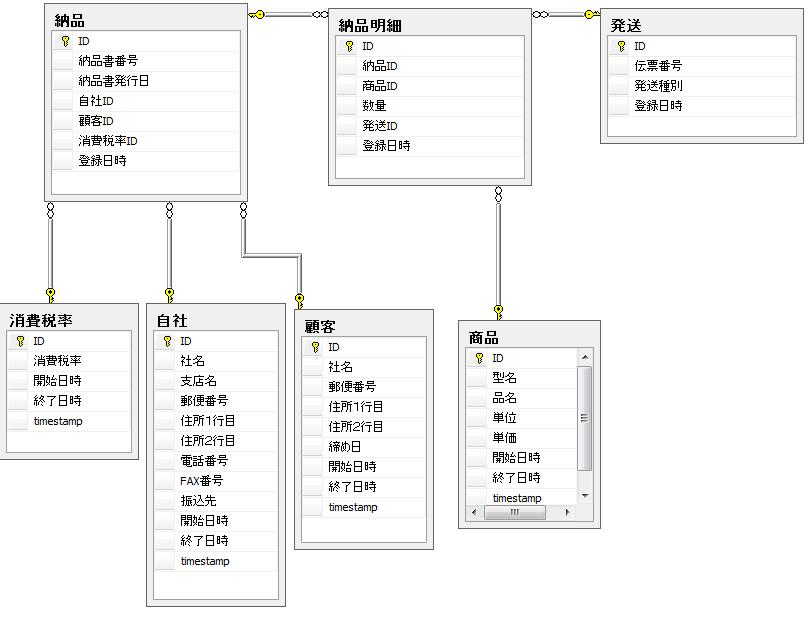 納品
ID
納品書番号
納品書発行日
自社ID
顧客ID
消費税率ID
登録日時
納品明細
ID
納品ID
商品ID
数量
発送ID
登録日時
発送
ID
伝票番号
発送種別
登録日時
消費税率
ID
消費税率
開始日時
終了日時
timestamp
自社
ID
社名
支店名
郵便番号
住所1行目
住所2行目
電話番号
FAX番号
振込先
開始日時
終了日時
timestamp
顧客
ID
社名
郵便番号
住所1行目
住所2行目
締め日
開始日時
終了日時
timestamp
商品
ID
型名
品名
単位
単価
開始日時
終了日時
timestamp